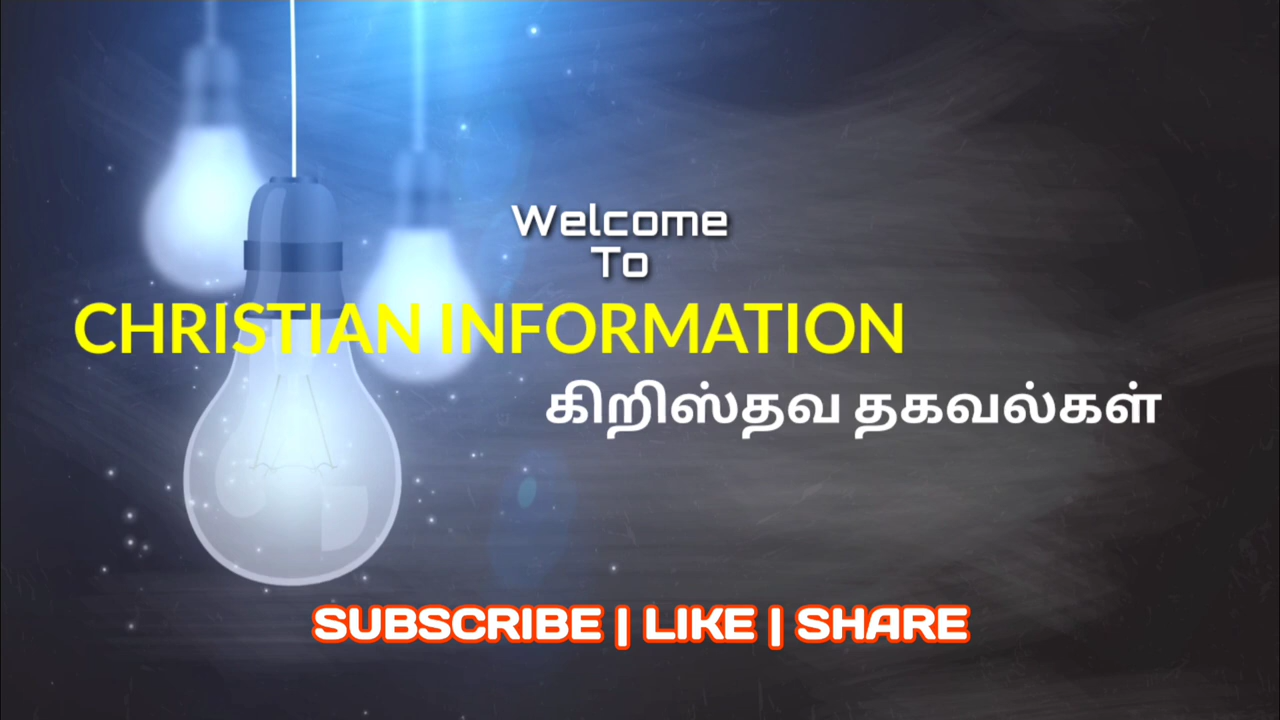 Welcome
To
CHRISTIAN INFORMATION
கிறிஸ்தவ தகவல்கள்
SUBSCRIBE | LIKE | SHARE